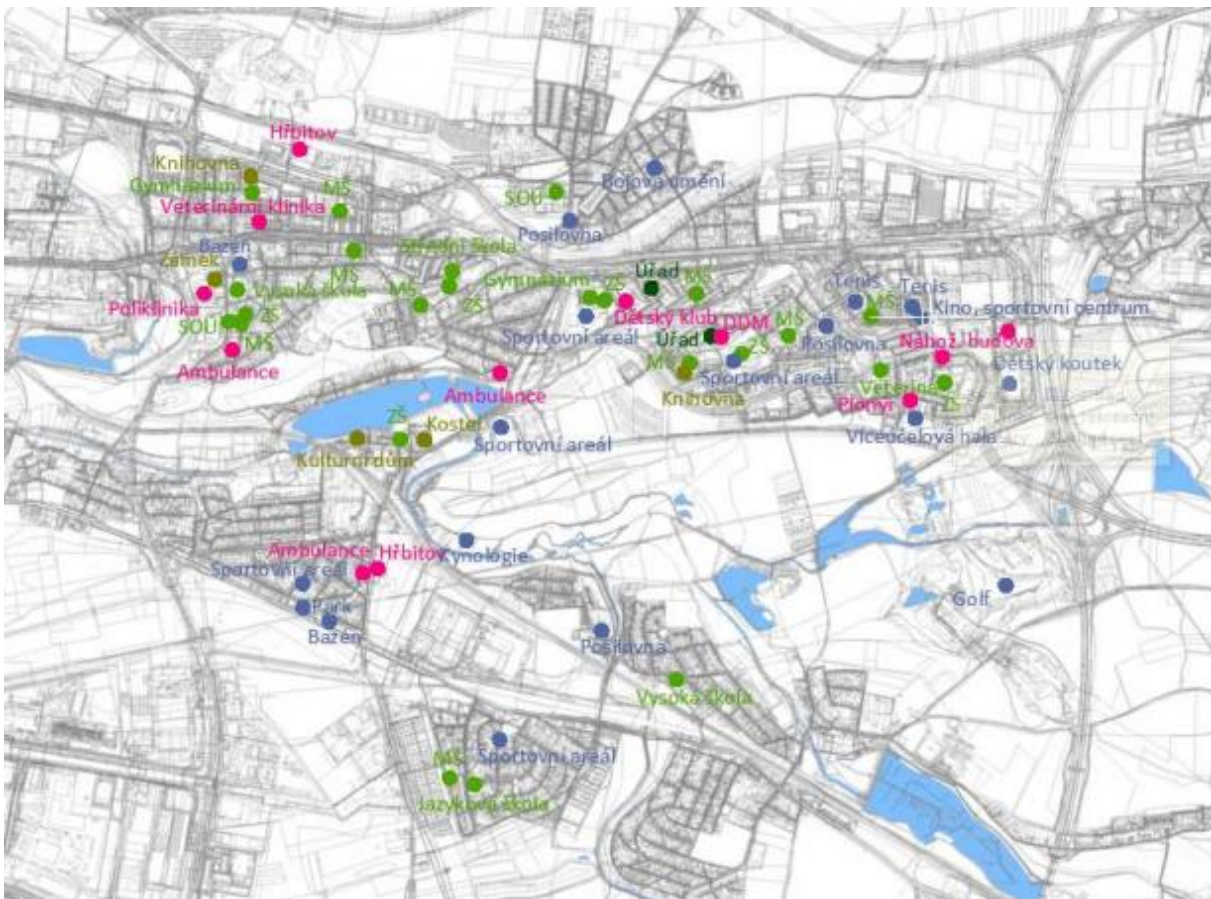 Hřbitov
Knihovna
Gymnázium
MŠ
SOU
Bojová umění
Veterinární klinika
Posilovna
Střední škola
Bazén
Zámek
MŠ
Gymnázium
ZŠ
Úřad
MŠ
Tenis
Tenis
Poliklinika
Vysoká škola
MŠ
ZŠ
MŠ
Kino, sportovní centrum
SOÚ
ZŠ
Sportovní areál
Dětský klub
DDM
Úřad
MŠ
Posilovna
MŠ
Nábož. budova
Ambulance
ZŠ
MŠ
Dětský koutek
Sportovní areál
Ambulance
Knihovna
Veterina
ZŠ
Pionýr
ZŠ
Kostel
Sportovní areál
Víceúčelová hala
Kulturní dům
Ambulance
Hřbitov
Kynologie
Sportovní areál
Park
Golf
Bazén
Posilovna
Vysoká škola
Sportovní areál
MŠ
Jazyková škola